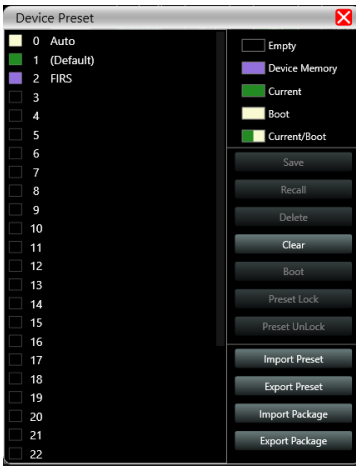 Device Preset
0 Auto
1 (Default)
2 FIRS
3
4
5
6
7
8
9
10
11
12
13
14
15
16
17
18
19
20
21
22
Empty
Device Memory
Current
Boot
Current/Boot
Save
Recall
Delete
Clear
Boot
Preset Lock
Preset UnLock
Import Preset
Export Preset
Import Package
Export Package